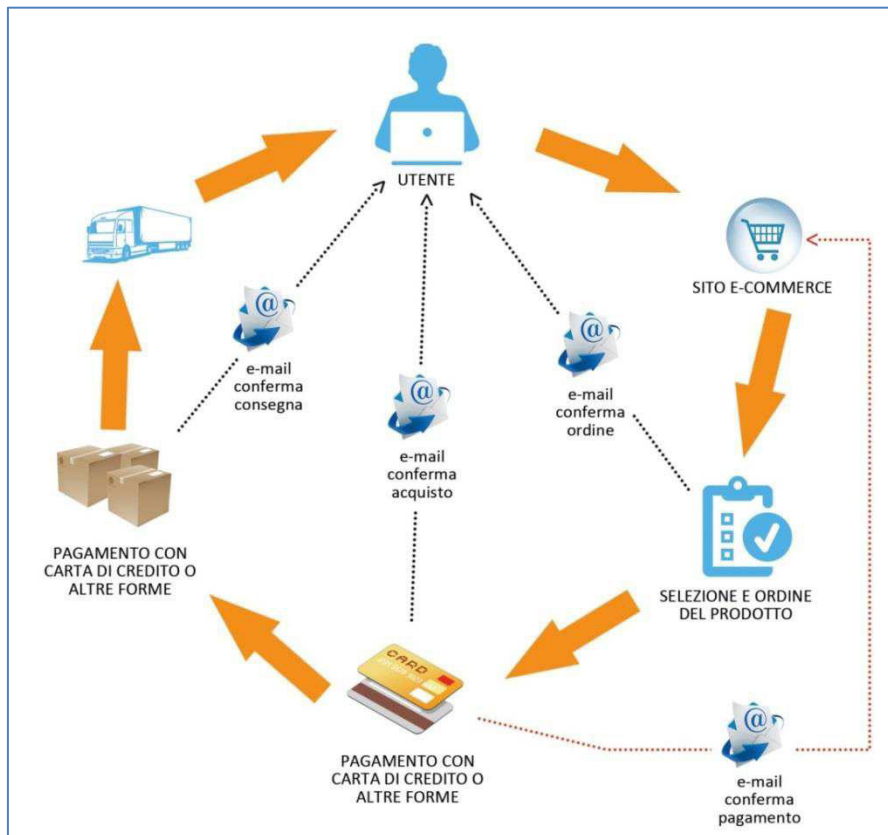 UTENTE
SITO E-COMMERCE
e-mail
conferma
consegna
e-mail
conferma
acquisto
e-mail
conferma
ordine
PAGAMENTO CON
CARTA DI CREDITO O
ALTRE FORME
SELEZIONE E ORDINE
DEL PRODOTTO
CARD
PAGAMENTO CON
CARTA DI CREDITO O
ALTRE FORME
e-mail
conferma
pagamento